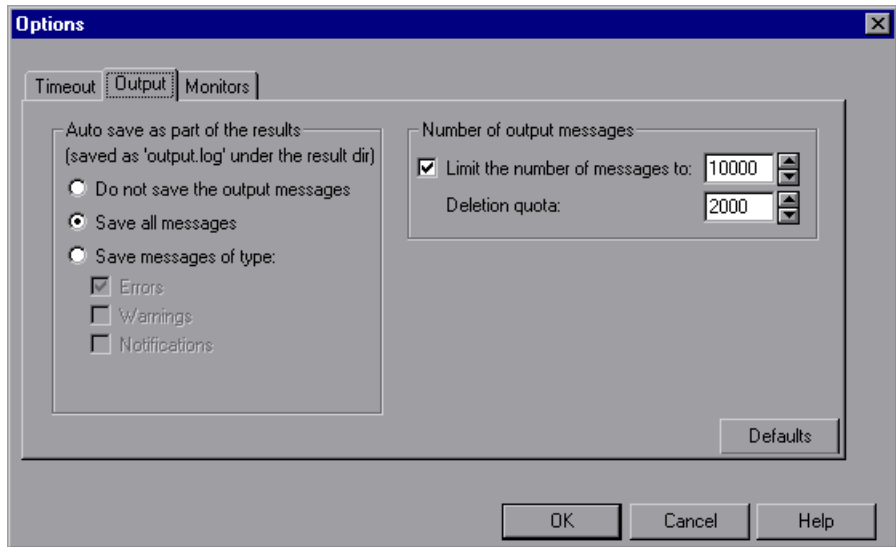 Options
Timeout Output Monitors
Auto save as part of the results
(saved as 'output.log' under the result dir)
Do not save the output messages
Save all messages
Save messages of type:
Errors
Warnings
Notifications
Number of output messages
Limit the number of messages to: 10000
Deletion quota: 2000
Defaults
OK Cancel Help